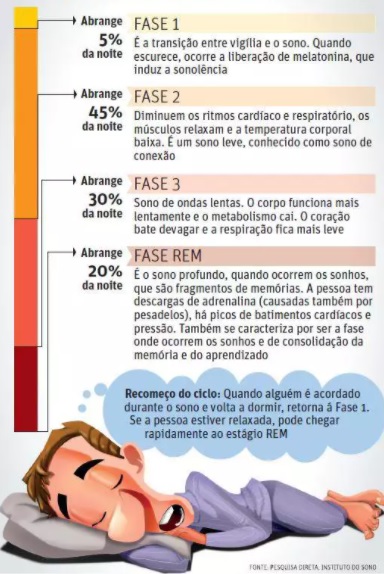 Abrange
5%
da noite
FASE 1
É a transição entre vigília e o sono. Quando
escurece, ocorre a liberação de melatonina, que
induz a sonolência
Abrange
45%
da noite
FASE 2
Diminuem os ritmos cardíaco e respiratório, os
músculos relaxam e a temperatura corporal
baixa. É um sono leve, conhecido como sono de
conexão
Abrange
30%
da noite
FASE 3
Sono de ondas lentas. O corpo funciona mais
lentamente e o metabolismo cai. O coração
bate devagar e a respiração fica mais leve
Abrange
20%
da noite
FASE REM
É o sono profundo, quando ocorrem os sonhos,
que são fragmentos de memórias. A pessoa tem
descargas de adrenalina (causadas também por
pesadelos), há picos de batimentos cardíacos e
pressão. Também se caracteriza por ser a fase
onde ocorrem os sonhos e de consolidação da
memória e do aprendizado
Recomeço do ciclo: Quando alguém é acordado
durante o sono e volta a dormir, retorna á Fase 1.
Se a pessoa estiver relaxada, pode chegar
rapidamente ao estágio REM
FONTE: PESQUISA DIRETA, INSTITUTO DO SONO